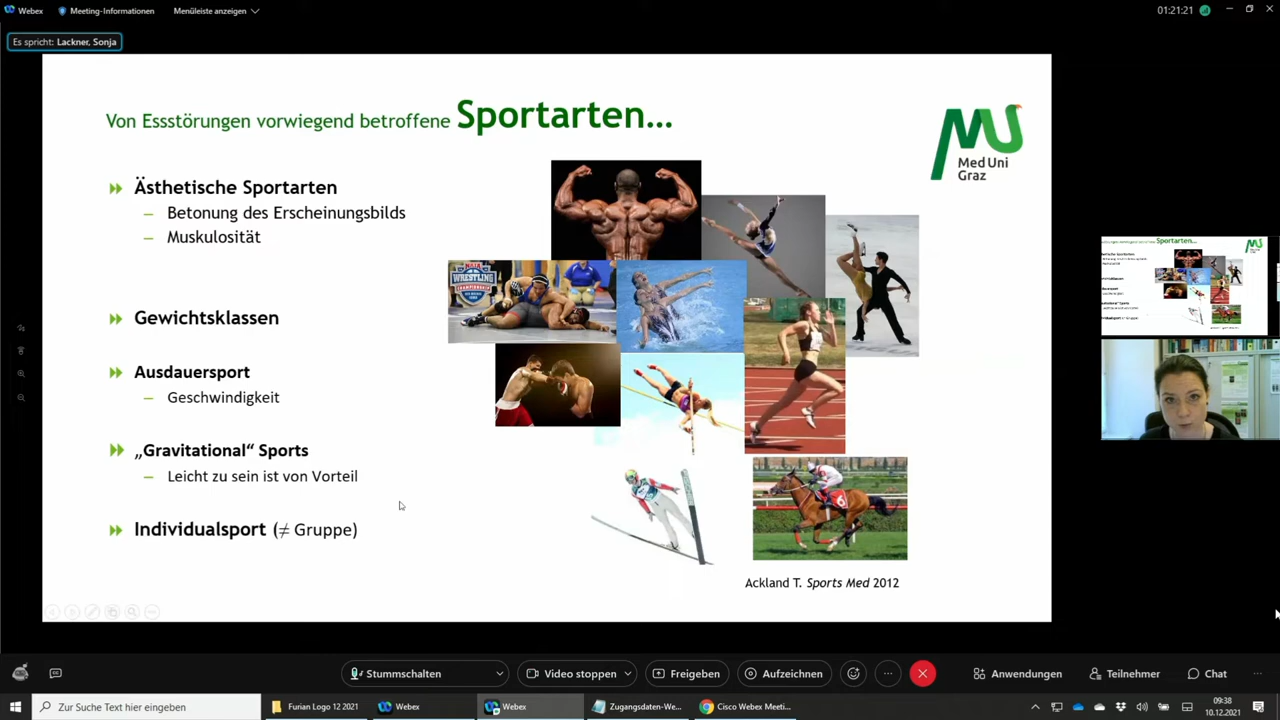 Webex
Meeting-Informationen
Menüleiste anzeigen
01:21:21
Es spricht: Lackner, Sonja
Von Essstörungen vorwiegend betroffene Sportarten...
Med Uni
Graz
Ästhetische Sportarten
– Betonung des Erscheinungsbilds
– Muskulosität
Gewichtsklassen
Ausdauersport
– Geschwindigkeit
„Gravitational“ Sports
– Leicht zu sein ist von Vorteil
Individualsport (≠ Gruppe)
WRESTLING
6
Ackland T. Sports Med 2012
Stummschalten
Video stoppen
Freigeben
Aufzeichnen
Anwendungen
Teilnehmer
Chat
Zur Suche Text hier eingeben
Furian Logo 12 2021
Webex
Webex
Zugangsdaten-We...
Cisco Webex Meeti...
09:38
10.12.2021